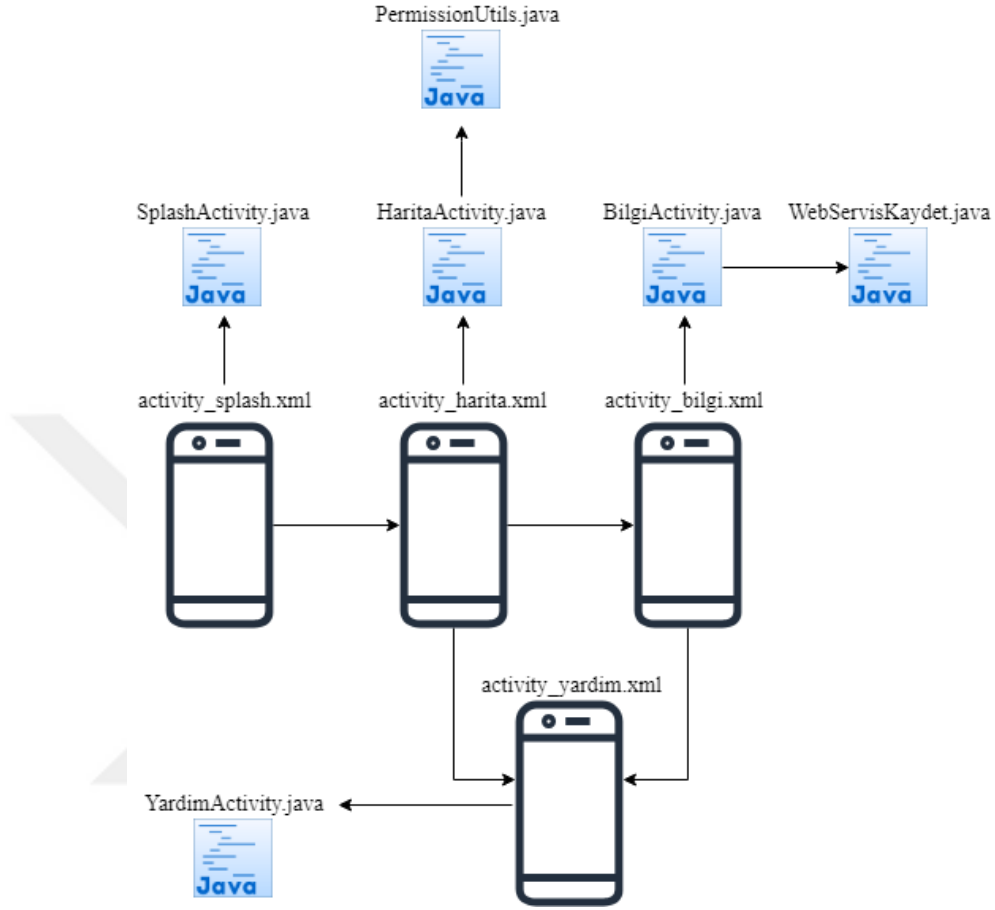 PermissionUtils.java
Java
SplashActivity.java
HaritaActivity.java
BilgiActivity.java
WebServisKaydet.java
Java
Java
Java
Java
activity_splash.xml
activity_harita.xml
activity_bilgi.xml
activity_yardim.xml
YardimActivity.java
Java